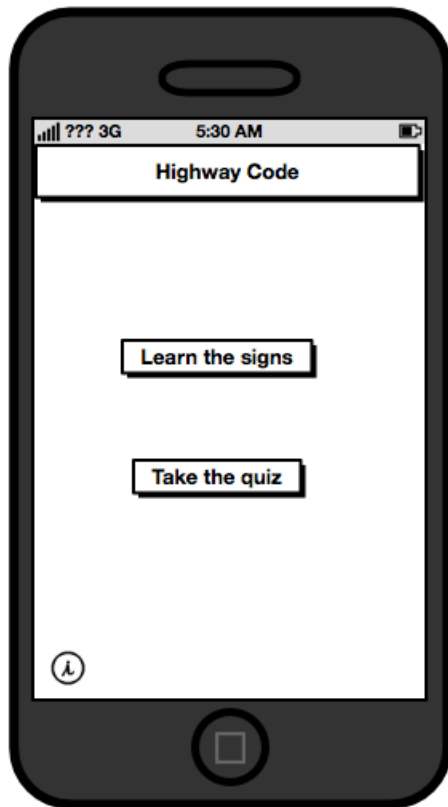 ??? 3G 5:30 AM
Highway Code
Learn the signs
Take the quiz
i